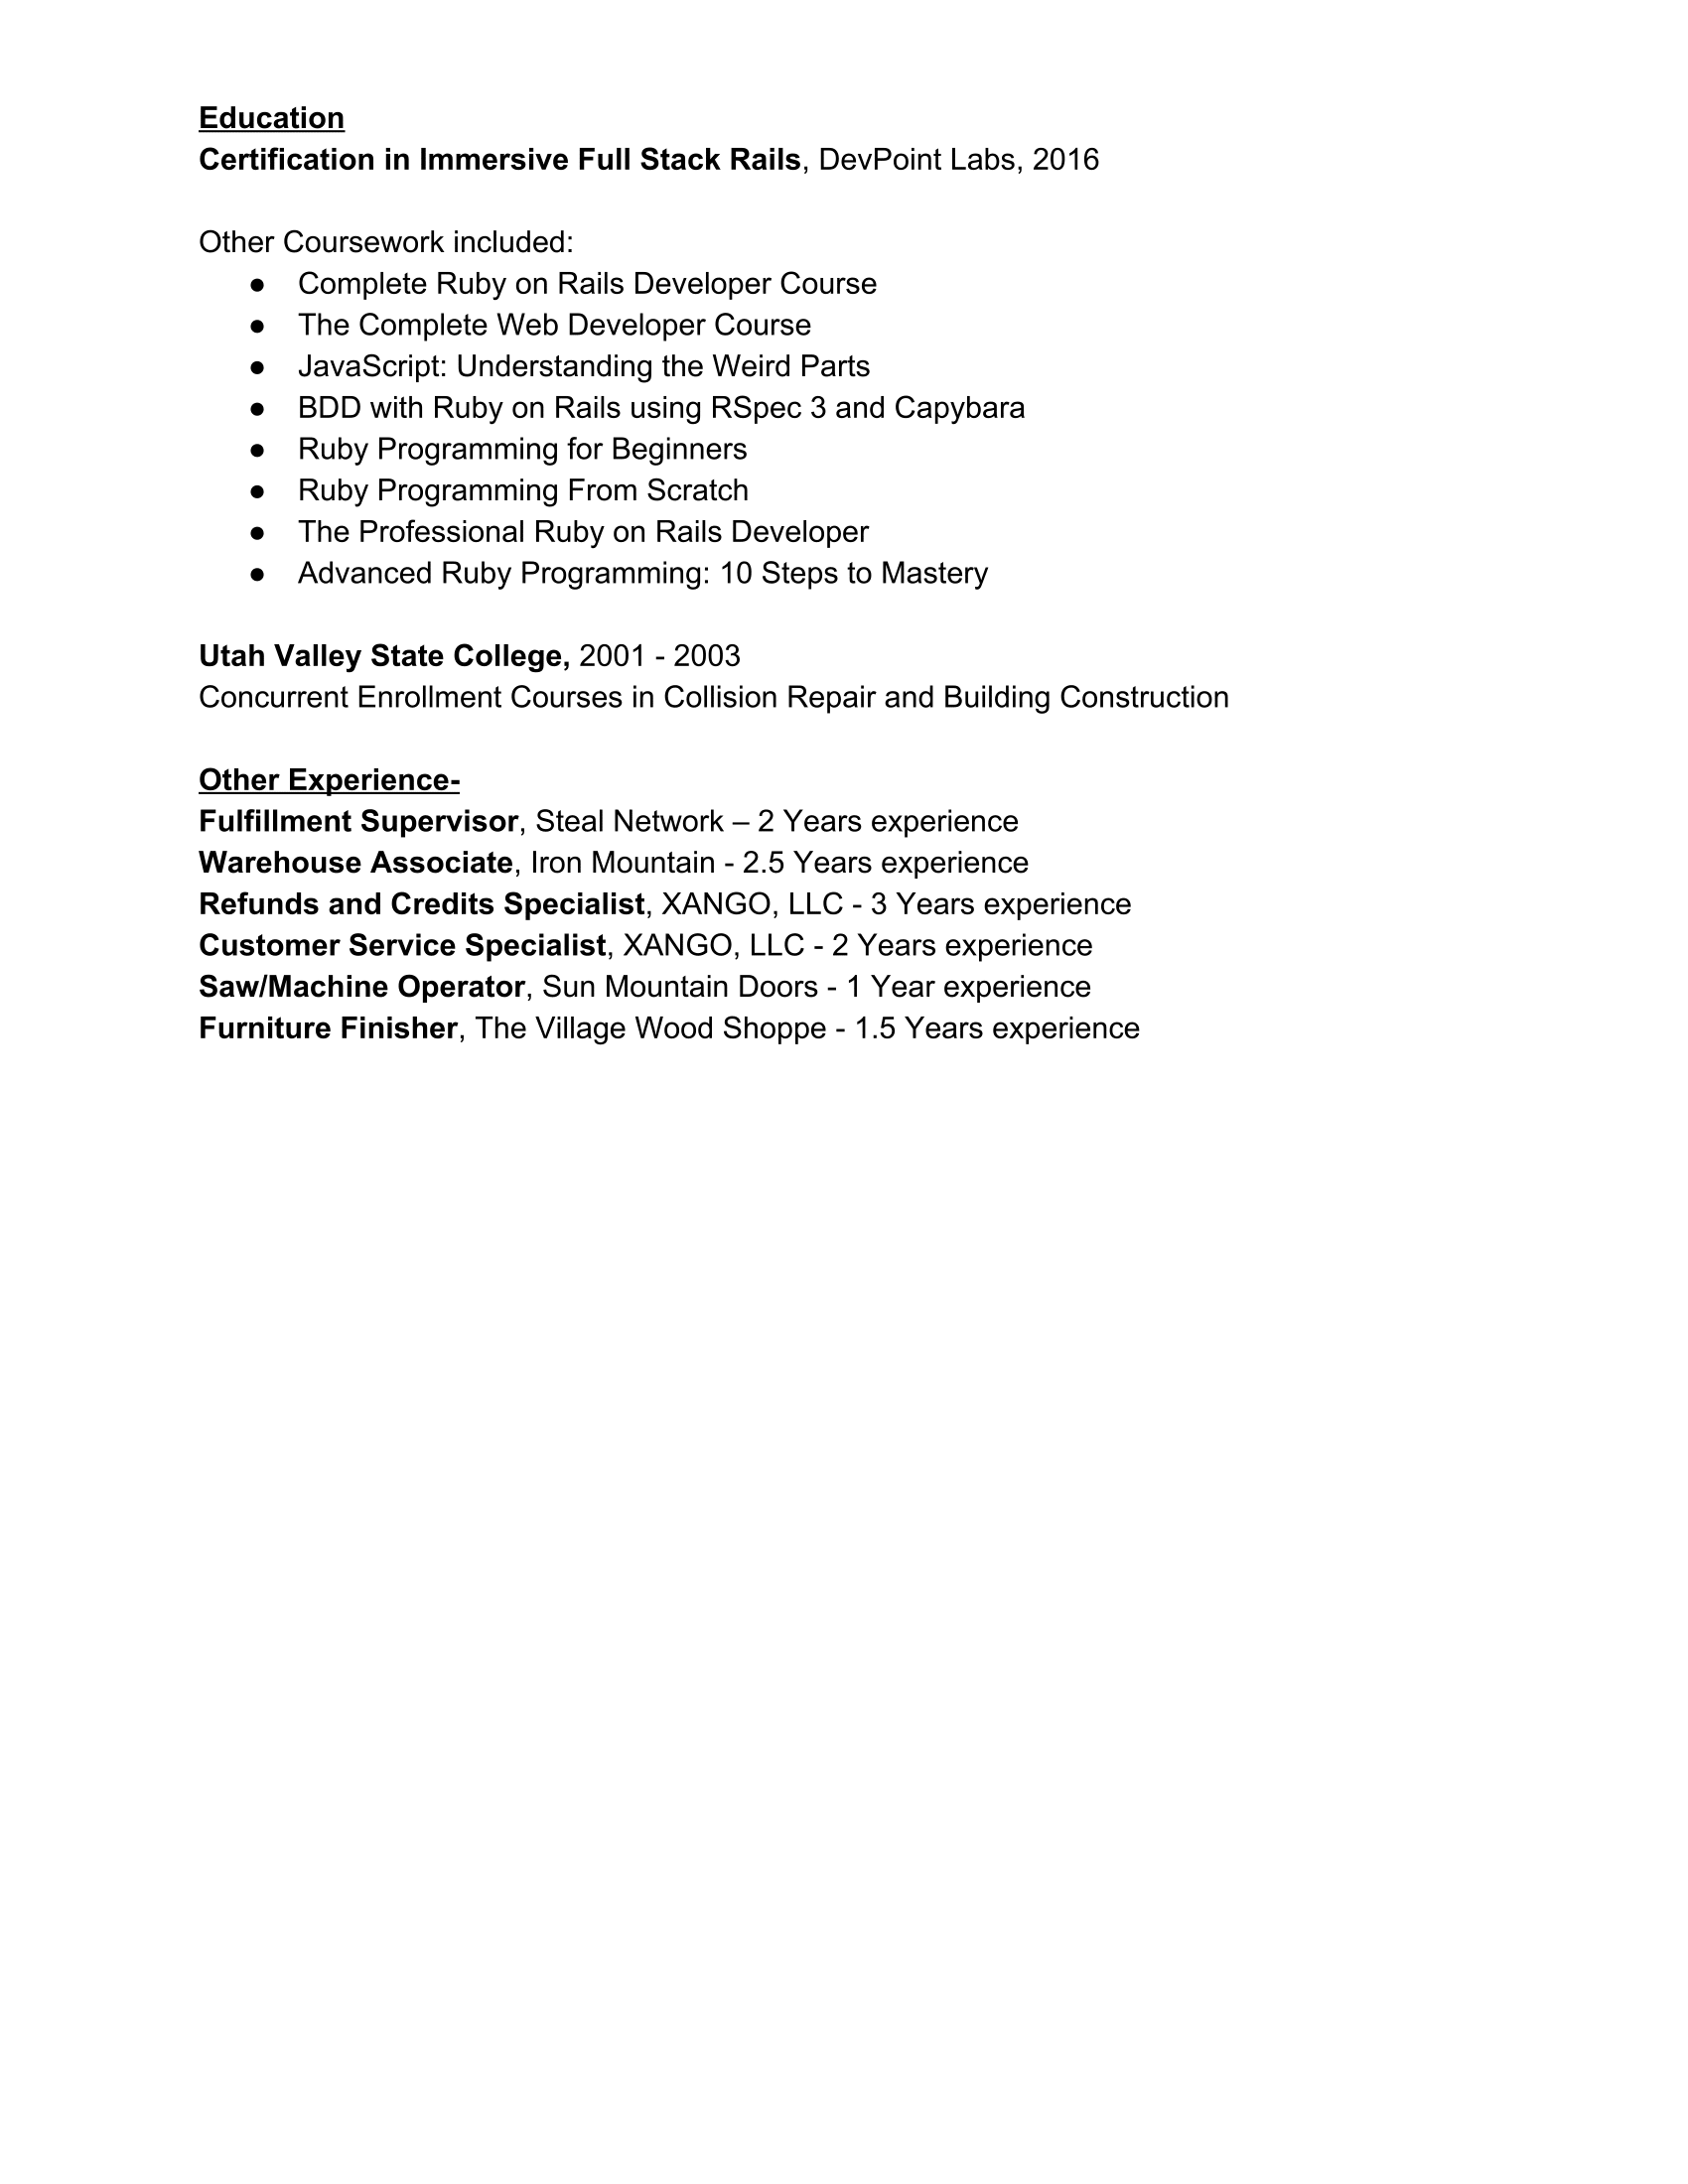 Education
Certification in Immersive Full Stack Rails, DevPoint Labs, 2016
Other Coursework included:
● Complete Ruby on Rails Developer Course
● The Complete Web Developer Course
● JavaScript: Understanding the Weird Parts
● BDD with Ruby on Rails using RSpec 3 and Capybara
● Ruby Programming for Beginners
● Ruby Programming From Scratch
● The Professional Ruby on Rails Developer
● Advanced Ruby Programming: 10 Steps to Mastery
Utah Valley State College, 2001 - 2003
Concurrent Enrollment Courses in Collision Repair and Building Construction
Other Experience-
Fulfillment Supervisor, Steal Network – 2 Years experience
Warehouse Associate, Iron Mountain - 2.5 Years experience
Refunds and Credits Specialist, XANGO, LLC - 3 Years experience
Customer Service Specialist, XANGO, LLC - 2 Years experience
Saw/Machine Operator, Sun Mountain Doors - 1 Year experience
Furniture Finisher, The Village Wood Shoppe - 1.5 Years experience